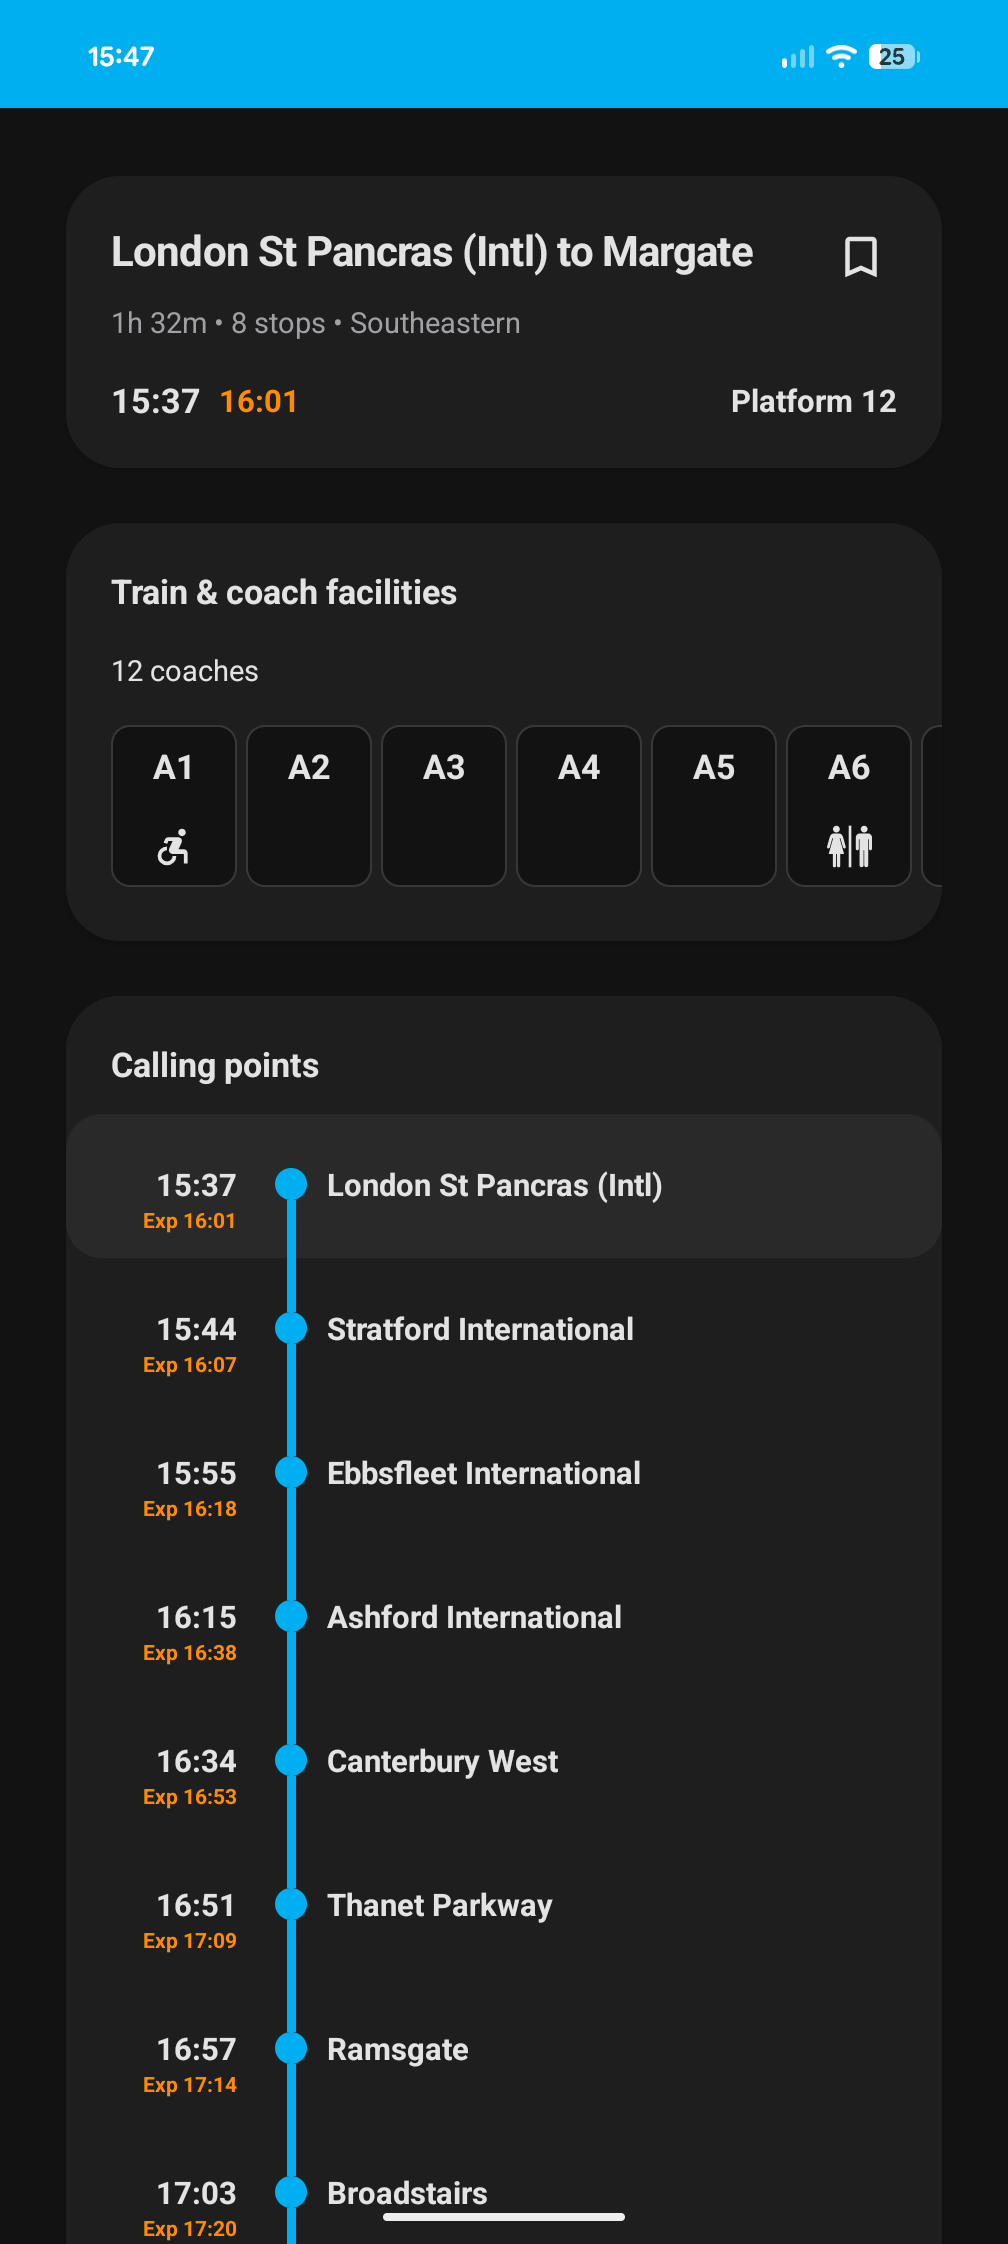 15:47
25
London St Pancras (Intl) to Margate
1h 32m • 8 stops • Southeastern
15:37 16:01 Platform 12
Train & coach facilities
12 coaches
A1 A2 A3 A4 A5 A6
Calling points
15:37 London St Pancras (Intl)
Exp 16:01
15:44 Stratford International
Exp 16:07
15:55 Ebbsfleet International
Exp 16:18
16:15 Ashford International
Exp 16:38
16:34 Canterbury West
Exp 16:53
16:51 Thanet Parkway
Exp 17:09
16:57 Ramsgate
Exp 17:14
17:03 Broadstairs
Exp 17:20